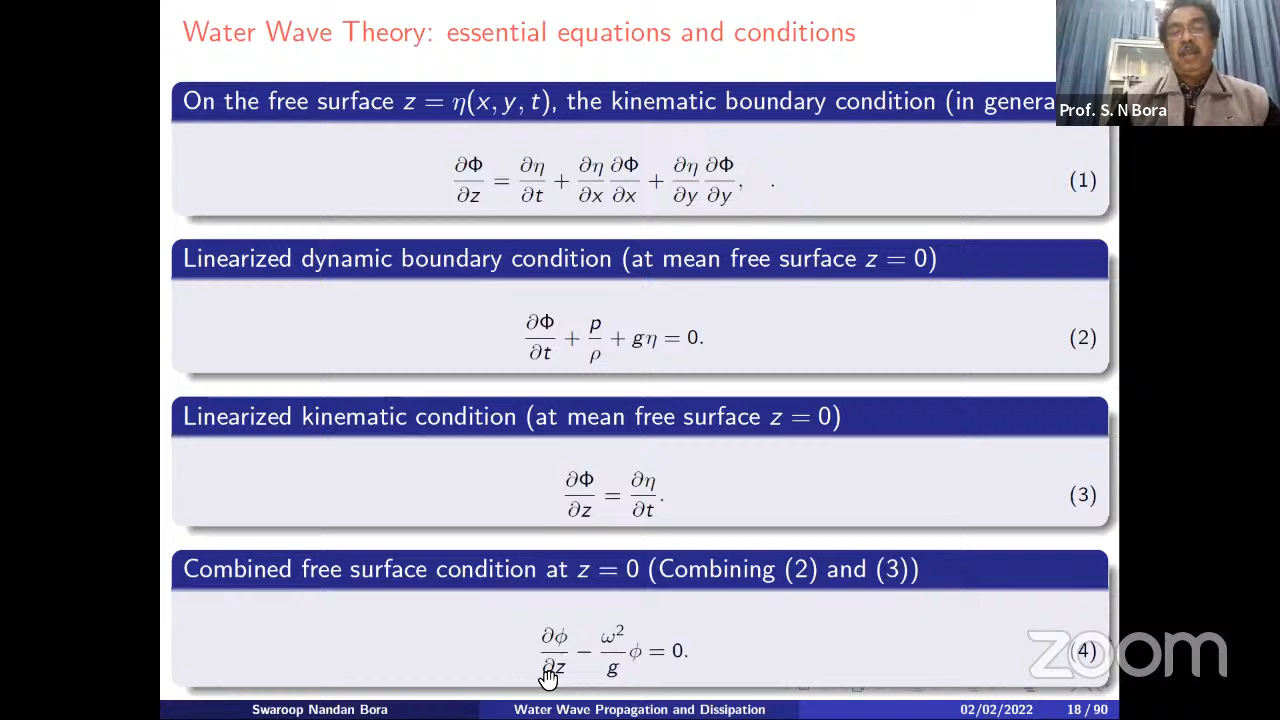 Water Wave Theory: essential equations and conditions
Prof. S. N Bora
On the free surface z = η(x, y, t), the kinematic boundary condition (in genera
∂Φ/∂z = ∂η/∂t + ∂η/∂x ∂Φ/∂x + ∂η/∂y ∂Φ/∂y, . (1)
Linearized dynamic boundary condition (at mean free surface z = 0)
∂Φ/∂t + p/ρ + gη = 0. (2)
Linearized kinematic condition (at mean free surface z = 0)
∂Φ/∂z = ∂η/∂t. (3)
Combined free surface condition at z = 0 (Combining (2) and (3))
∂ϕ/∂z − ω²/g ϕ = 0. (4)
zoom
Swaroop Nandan Bora Water Wave Propagation and Dissipation 02/02/2022 18 / 90